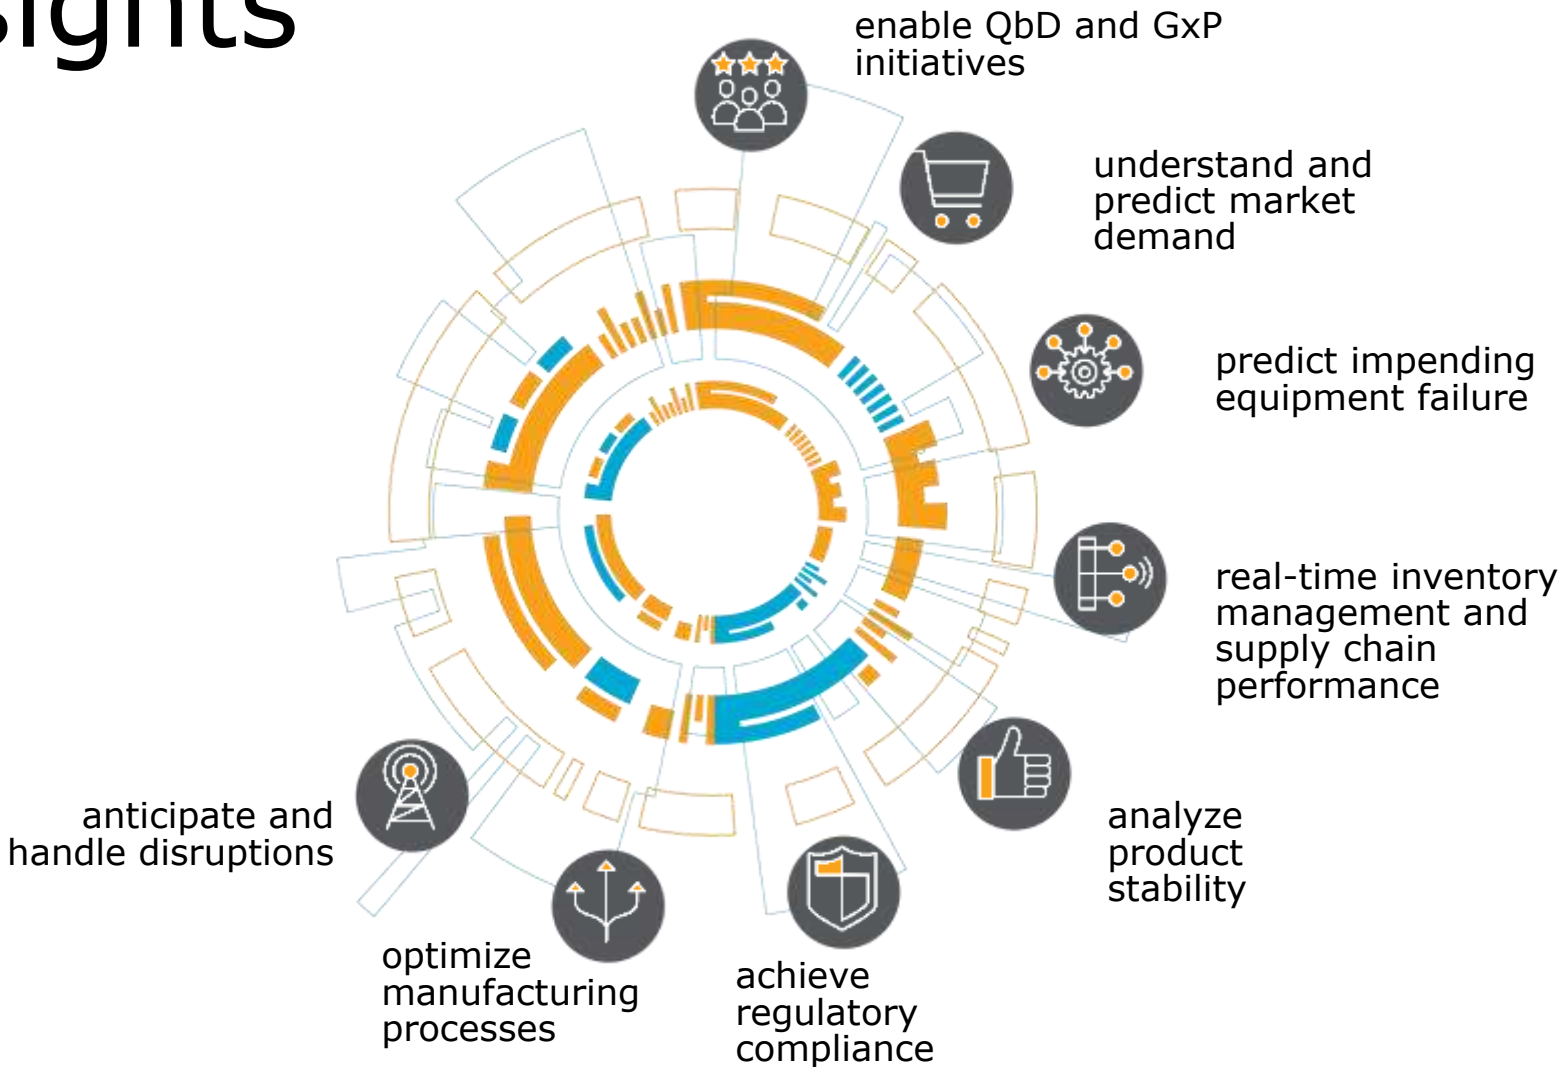 sights
enable QbD and GxP
initiatives
understand and
predict market
demand
predict impending
equipment failure
real-time inventory
management and
supply chain
performance
analyze
product
stability
achieve
regulatory
compliance
optimize
manufacturing
processes
anticipate and
handle disruptions